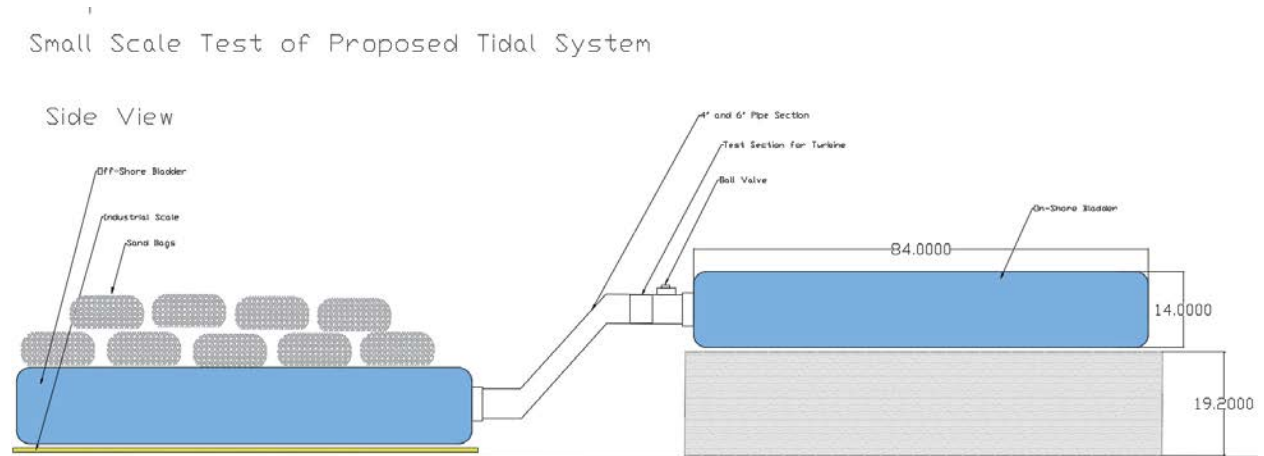 Small Scale Test of Proposed Tidal System
Side View
4" and 6" Pipe Section
Test Section for Turbine
Ball Valve
Off-Shore Bladder
Industrial Scale
Sand Bags
On-Shore Bladder
84.0000
14.0000
19.2000